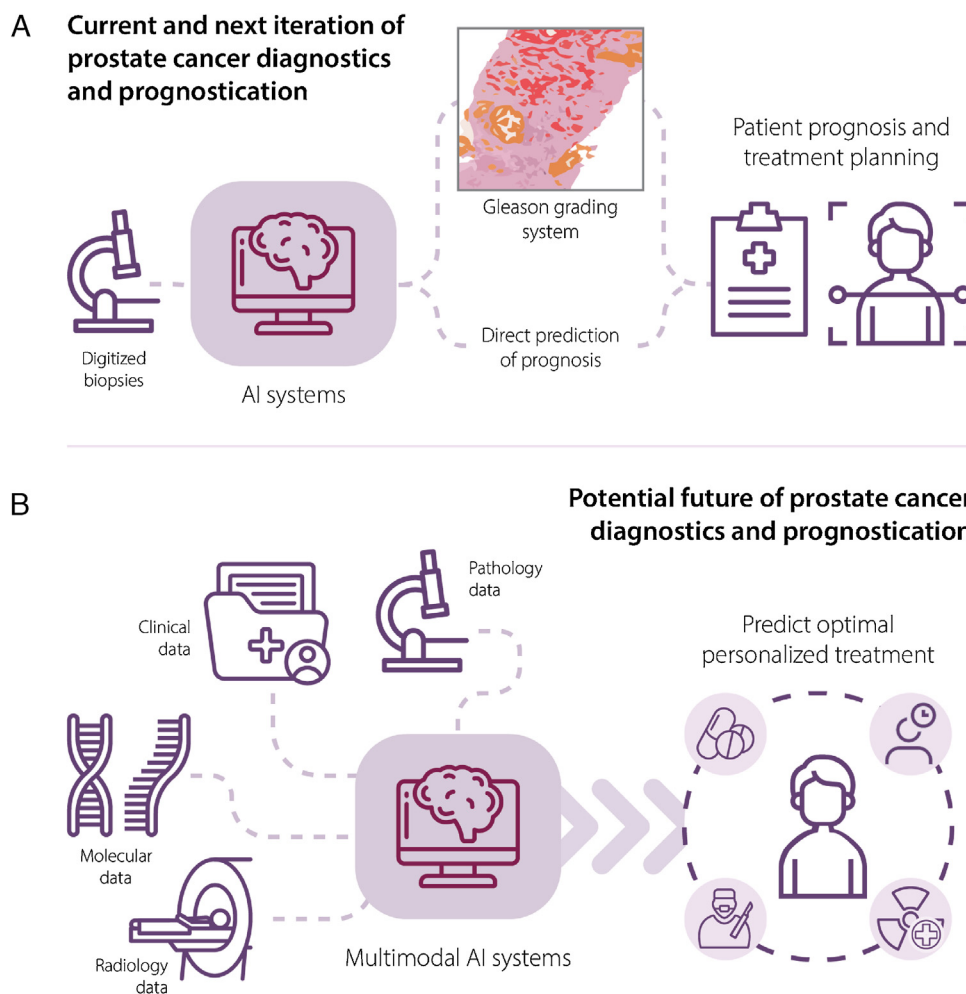 A
Current and next iteration of
prostate cancer diagnostics
and prognostication
Patient prognosis and
treatment planning
Gleason grading
system
Digitized
biopsies
AI systems
Direct prediction
of prognosis
B
Potential future of prostate cancer
diagnostics and prognostication
Pathology
data
Clinical
data
Predict optimal
personalized treatment
Molecular
data
Radiology
data
Multimodal AI systems